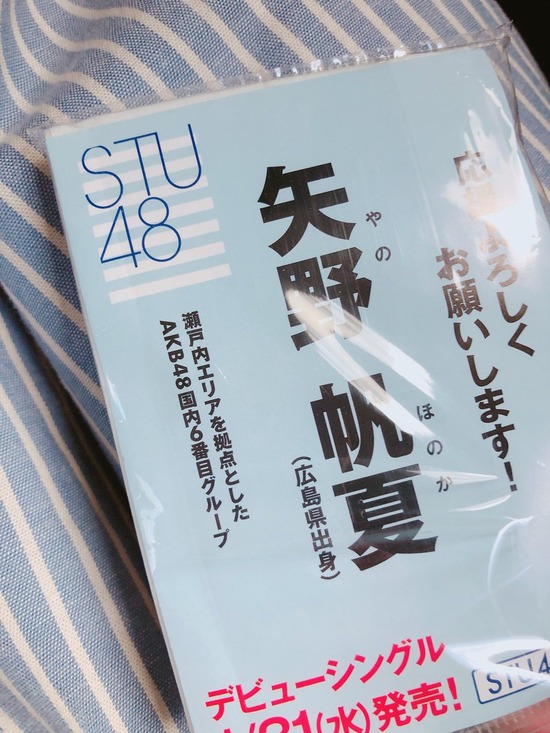 STU
48
よろしく
お願いします!
やの
矢野
ほのか
帆夏
(広島県出身)
瀬戸内エリアを拠点とした
AKB48国内6番目グループ
デビューシングル
(水)発売!
STU4